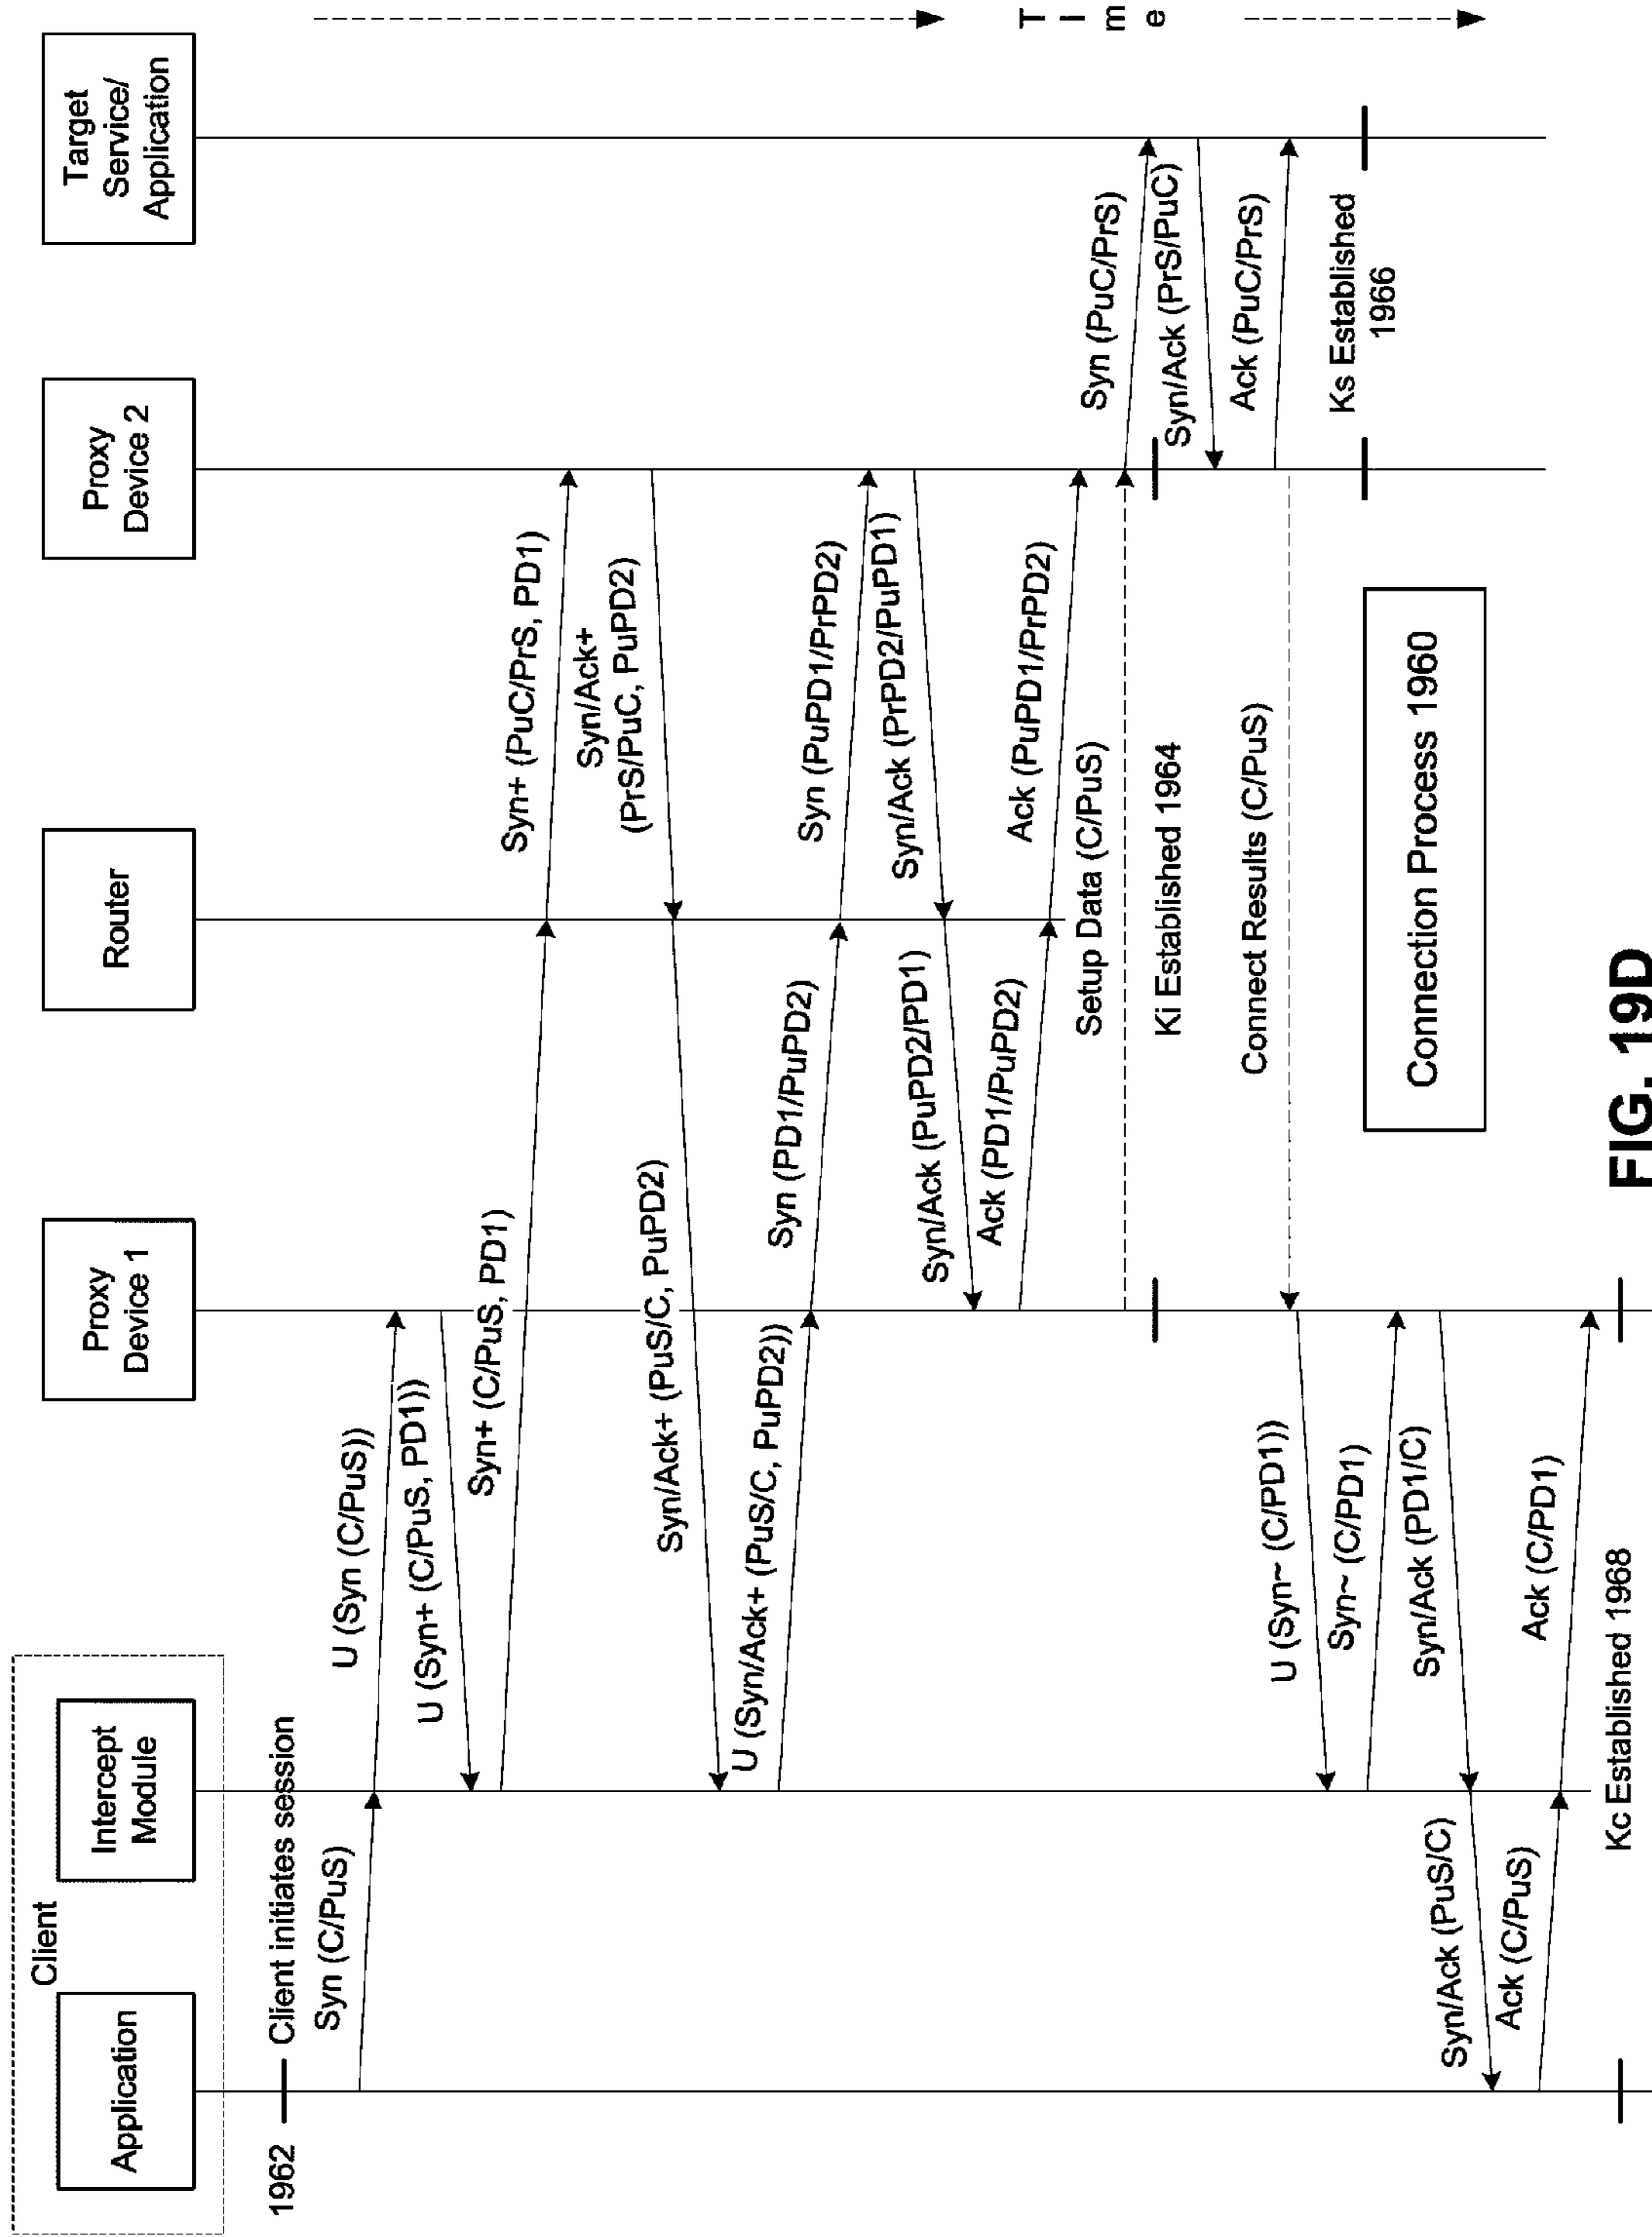 Client
Application
Intercept
Module
Proxy
Device 1
Router
Proxy
Device 2
Target
Service/
Application
1962
Client initiates session
Syn (C/PuS)
U (Syn (C/PuS))
U (Syn+ (C/PuS, PD1))
Syn+ (C/PuS, PD1)
Syn+ (PuC/PrS, PD1)
Syn/Ack+
(PrS/PuC, PuPD2)
Syn/Ack+ (PuS/C, PuPD2)
U (Syn/Ack+ (PuS/C, PuPD2))
Syn (PD1/PuPD2)
Syn (PuPD1/PrPD2)
Syn/Ack (PrPD2/PuPD1)
Syn/Ack (PuPD2/PD1)
Ack (PD1/PuPD2)
Ack (PuPD1/PrPD2)
Setup Data (C/PuS)
Ki Established 1964
Syn (PuC/PrS)
Syn/Ack (PrS/PuC)
Ack (PuC/PrS)
Ks Established
1966
Connect Results (C/PuS)
U (Syn~ (C/PD1))
Syn~ (C/PD1)
Syn/Ack (PD1/C)
Syn/Ack (PuS/C)
Ack (C/PuS)
Ack (C/PD1)
Kc Established 1968
T
i
m
e
Connection Process 1960
FIG. 19D